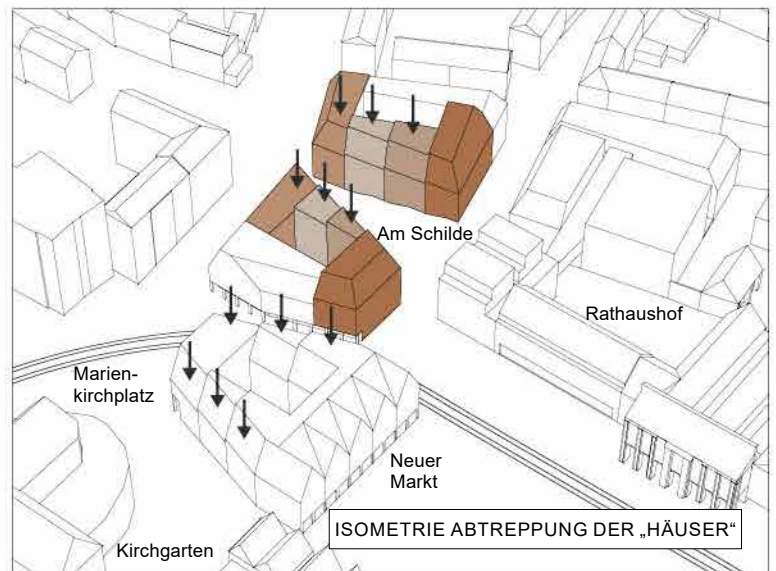 Am Schilde
Rathaushof
Marien-
kirchplatz
Neuer
Markt
ISOMETRIE ABTREPPUNG DER „HÄUSER“
Kirchgarten